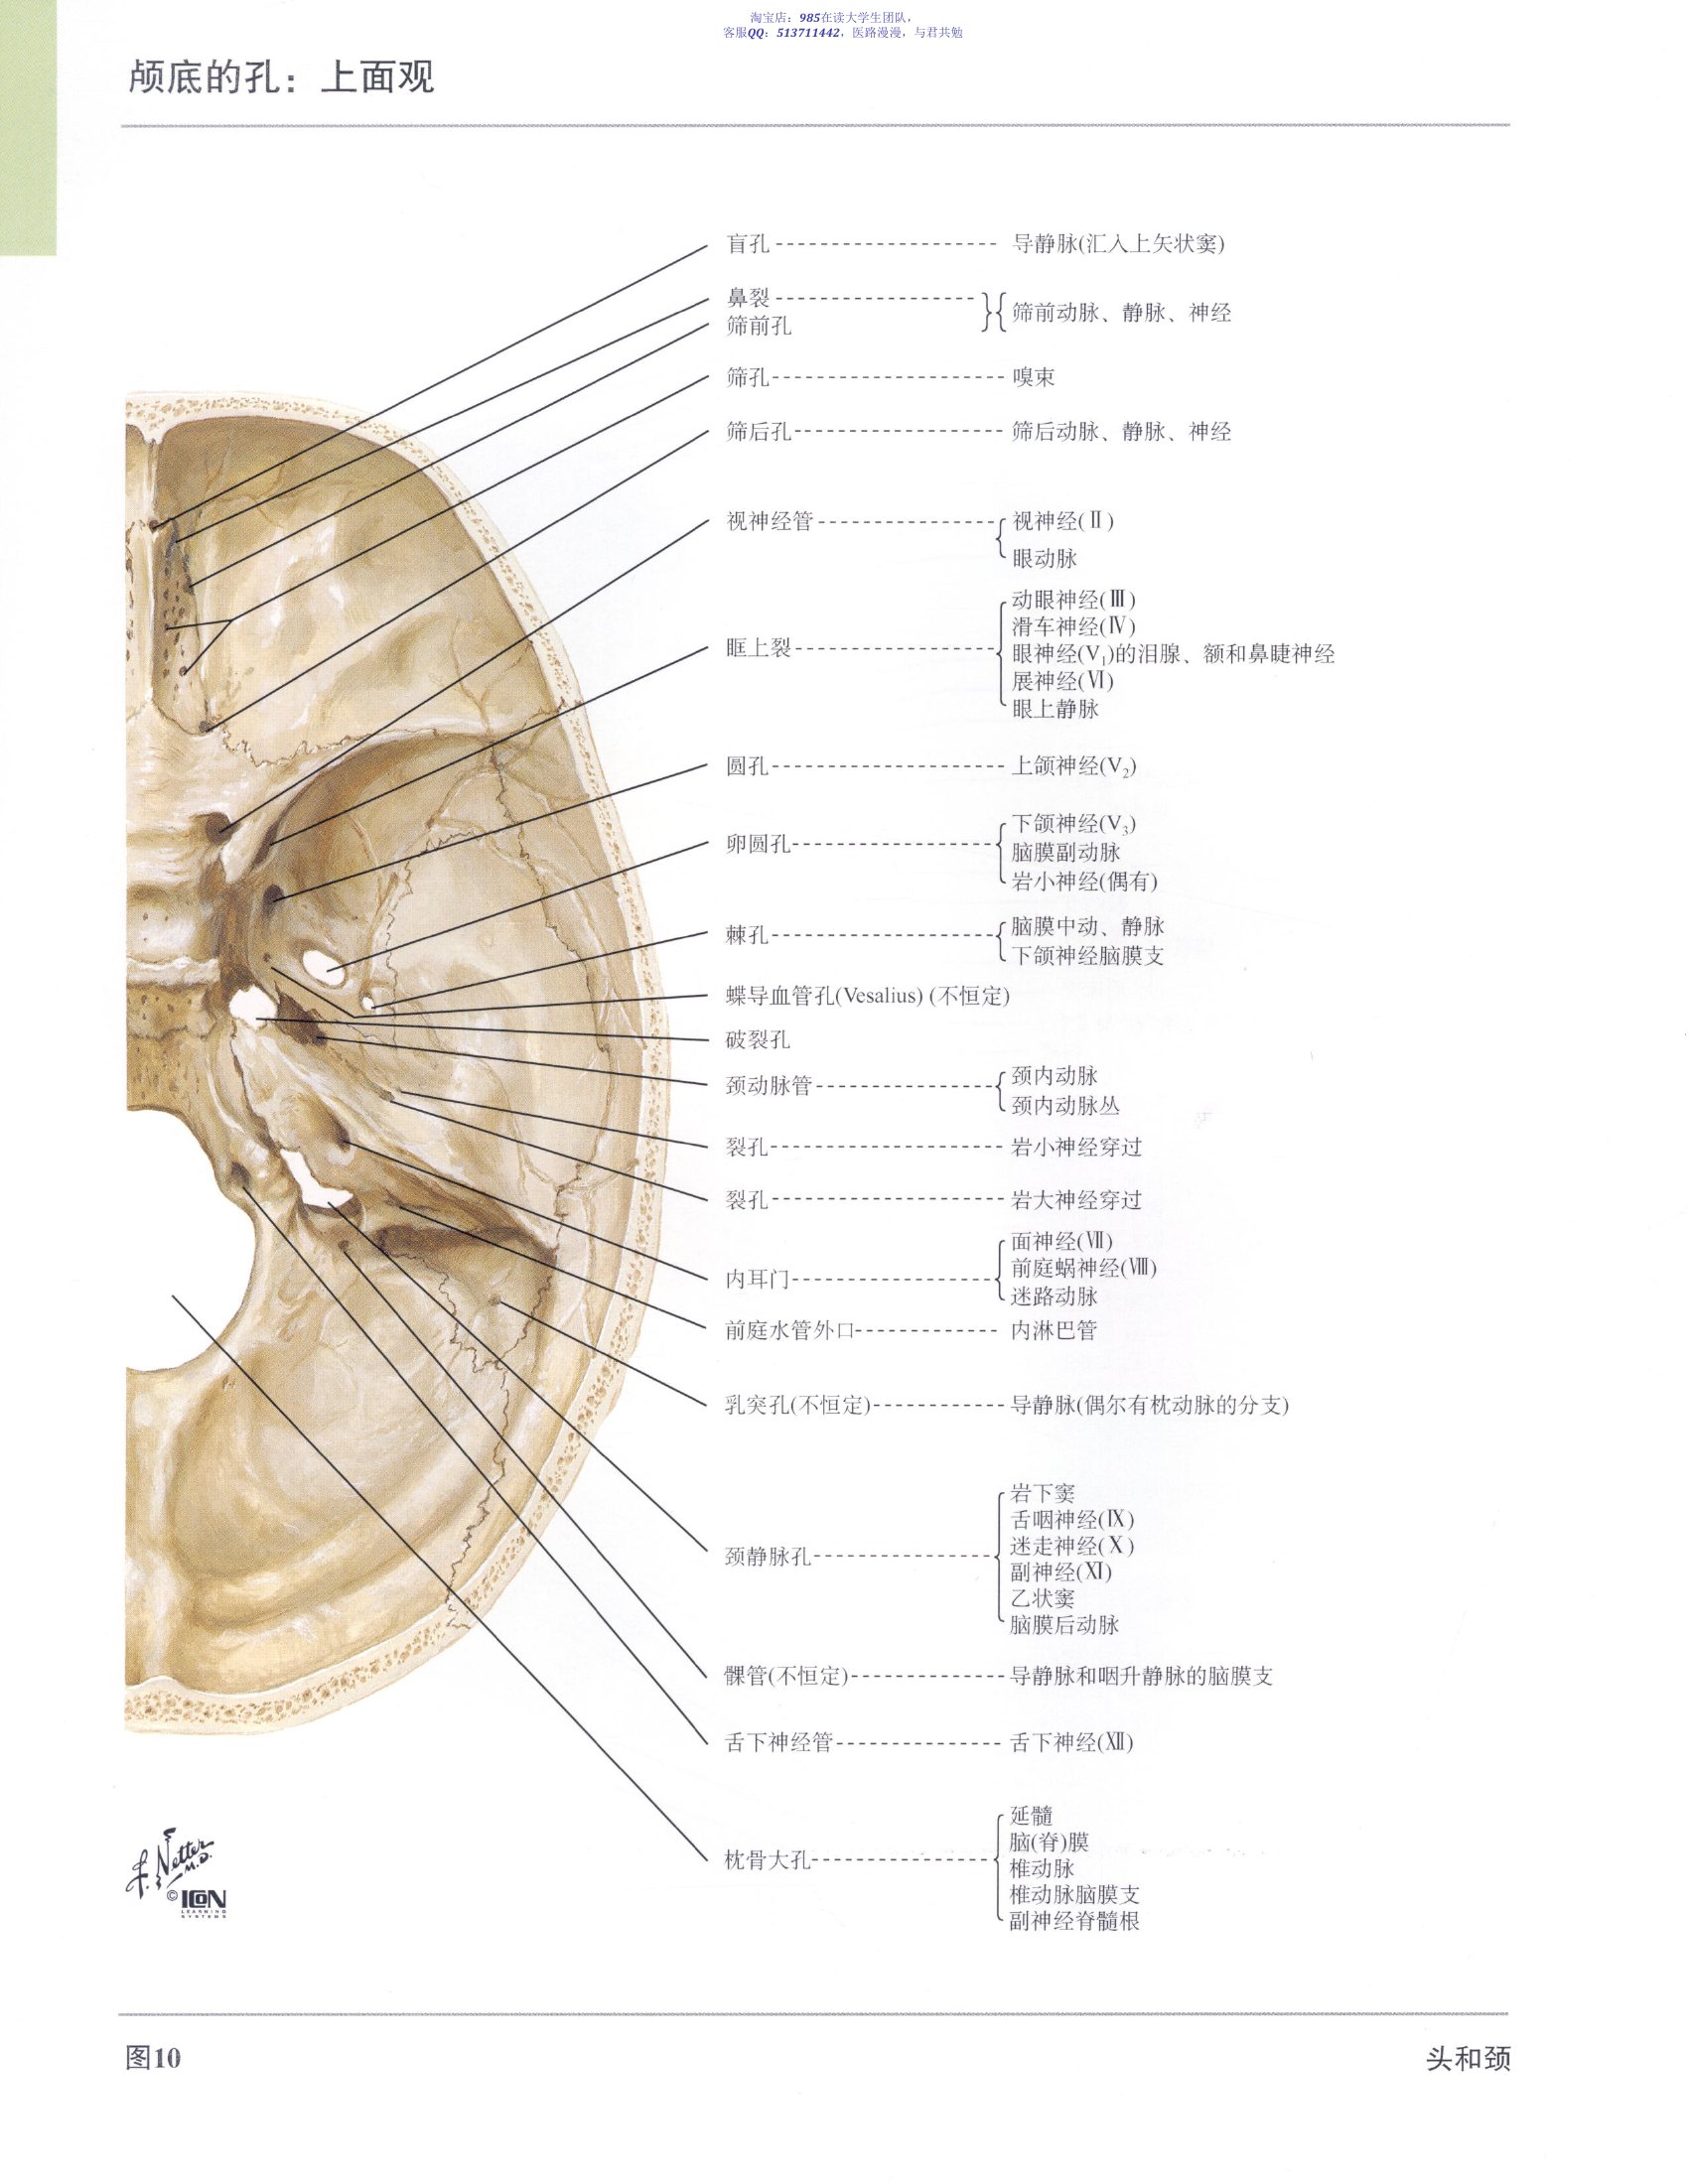 淘宝店：985在读大学生团队，
客服QQ：513711442，医路漫漫，与君共勉
颅底的孔：上面观
盲孔 导静脉(汇入上矢状窦)
鼻裂
筛前孔
筛前动脉、静脉、神经
筛孔 嗅束
筛后孔 筛后动脉、静脉、神经
视神经管 视神经(Ⅱ)
眼动脉
眶上裂
动眼神经(Ⅲ)
滑车神经(Ⅳ)
眼神经(V₁)的泪腺、额和鼻睫神经
展神经(Ⅵ)
眼上静脉
圆孔 上颌神经(V₂)
卵圆孔
下颌神经(V₃)
脑膜副动脉
岩小神经(偶有)
棘孔
脑膜中动、静脉
下颌神经脑膜支
蝶导血管孔(Vesalius) (不恒定)
破裂孔
颈动脉管
颈内动脉
颈内动脉丛
裂孔 岩小神经穿过
裂孔 岩大神经穿过
内耳门
面神经(Ⅶ)
前庭蜗神经(Ⅷ)
迷路动脉
前庭水管外口 内淋巴管
乳突孔(不恒定) 导静脉(偶尔有枕动脉的分支)
颈静脉孔
岩下窦
舌咽神经(Ⅸ)
迷走神经(Ⅹ)
副神经(Ⅺ)
乙状窦
脑膜后动脉
髁管(不恒定) 导静脉和咽升静脉的脑膜支
舌下神经管 舌下神经(Ⅻ)
枕骨大孔
延髓
脑(脊)膜
椎动脉
椎动脉脑膜支
副神经脊髓根
F. Netter M.D.
© ICON
LEARNING
SYSTEMS
图10 头和颈